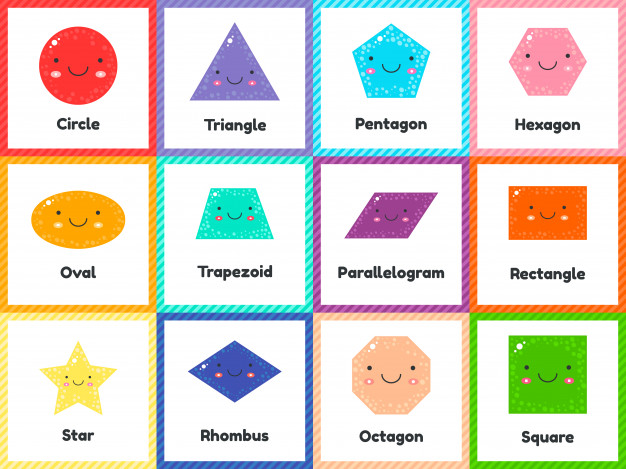 Circle
Triangle
Pentagon
Hexagon
Oval
Trapezoid
Parallelogram
Rectangle
Star
Rhombus
Octagon
Square